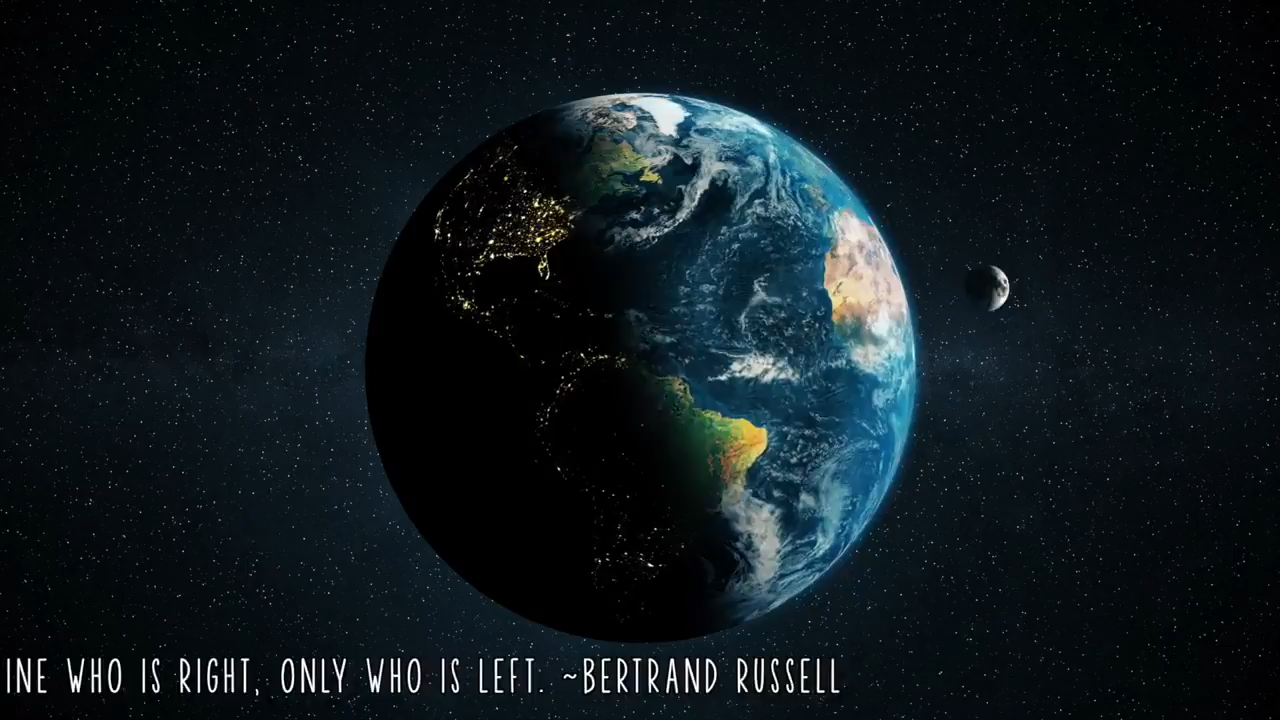 INE WHO IS RIGHT, ONLY WHO IS LEFT. ~BERTRAND RUSSELL